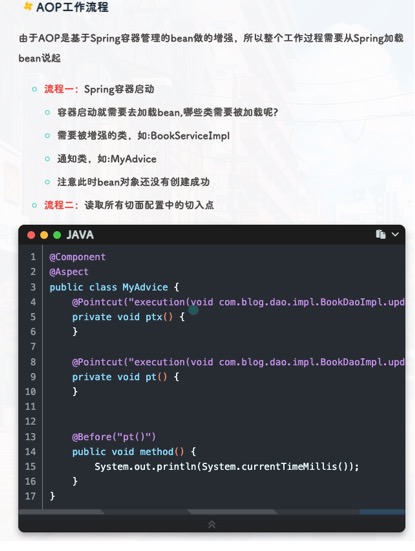 AOP工作流程
由于AOP是基于Spring容器管理的bean做的增强，所以整个工作过程需要从Spring加载
bean说起
流程一：Spring容器启动
容器启动就需要去加载bean,哪些类需要被加载呢?
需要被增强的类，如:BookServiceImpl
通知类，如:MyAdvice
注意此时bean对象还没有创建成功
流程二：读取所有切面配置中的切入点
JAVA
1 @Component
2 @Aspect
3 public class MyAdvice {
4 @Pointcut("execution(void com.blog.dao.impl.BookDaoImpl.upd
5 private void ptx() {
6 }
7
8 @Pointcut("execution(void com.blog.dao.impl.BookDaoImpl.upd
9 private void pt() {
10 }
11
12
13 @Before("pt()")
14 public void method() {
15 System.out.println(System.currentTimeMillis());
16 }
17 }